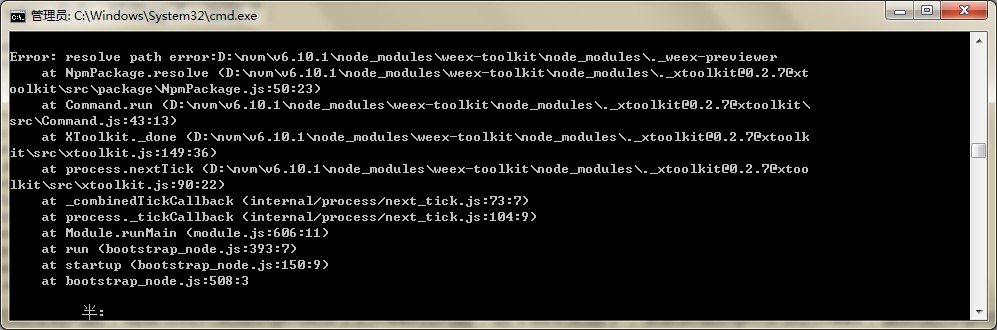 管理员: C:\Windows\System32\cmd.exe
Error: resolve path error:D:\nvm\v6.10.1\node_modules\weex-toolkit\node_modules\._weex-previewer
    at NpmPackage.resolve (D:\nvm\v6.10.1\node_modules\weex-toolkit\node_modules\._xtoolkit@0.2.7@xt
oolkit\src\package\NpmPackage.js:50:23)
    at Command.run (D:\nvm\v6.10.1\node_modules\weex-toolkit\node_modules\._xtoolkit@0.2.7@xtoolkit\
src\Command.js:43:13)
    at XToolkit._done (D:\nvm\v6.10.1\node_modules\weex-toolkit\node_modules\._xtoolkit@0.2.7@xtoolk
it\src\xtoolkit.js:149:36)
    at process.nextTick (D:\nvm\v6.10.1\node_modules\weex-toolkit\node_modules\._xtoolkit@0.2.7@xtoo
lkit\src\xtoolkit.js:90:22)
    at _combinedTickCallback (internal/process/next_tick.js:73:7)
    at process._tickCallback (internal/process/next_tick.js:104:9)
    at Module.runMain (module.js:606:11)
    at run (bootstrap_node.js:393:7)
    at startup (bootstrap_node.js:150:9)
    at bootstrap_node.js:508:3
半: